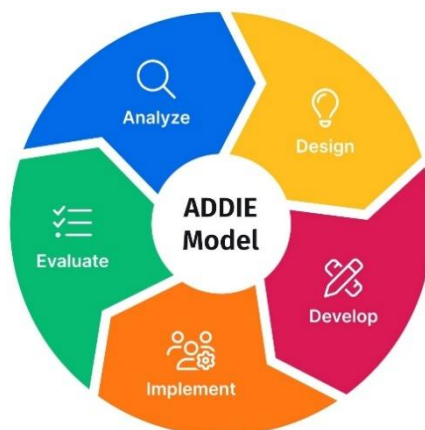 Analyze
Design
Develop
Implement
Evaluate
ADDIE
Model